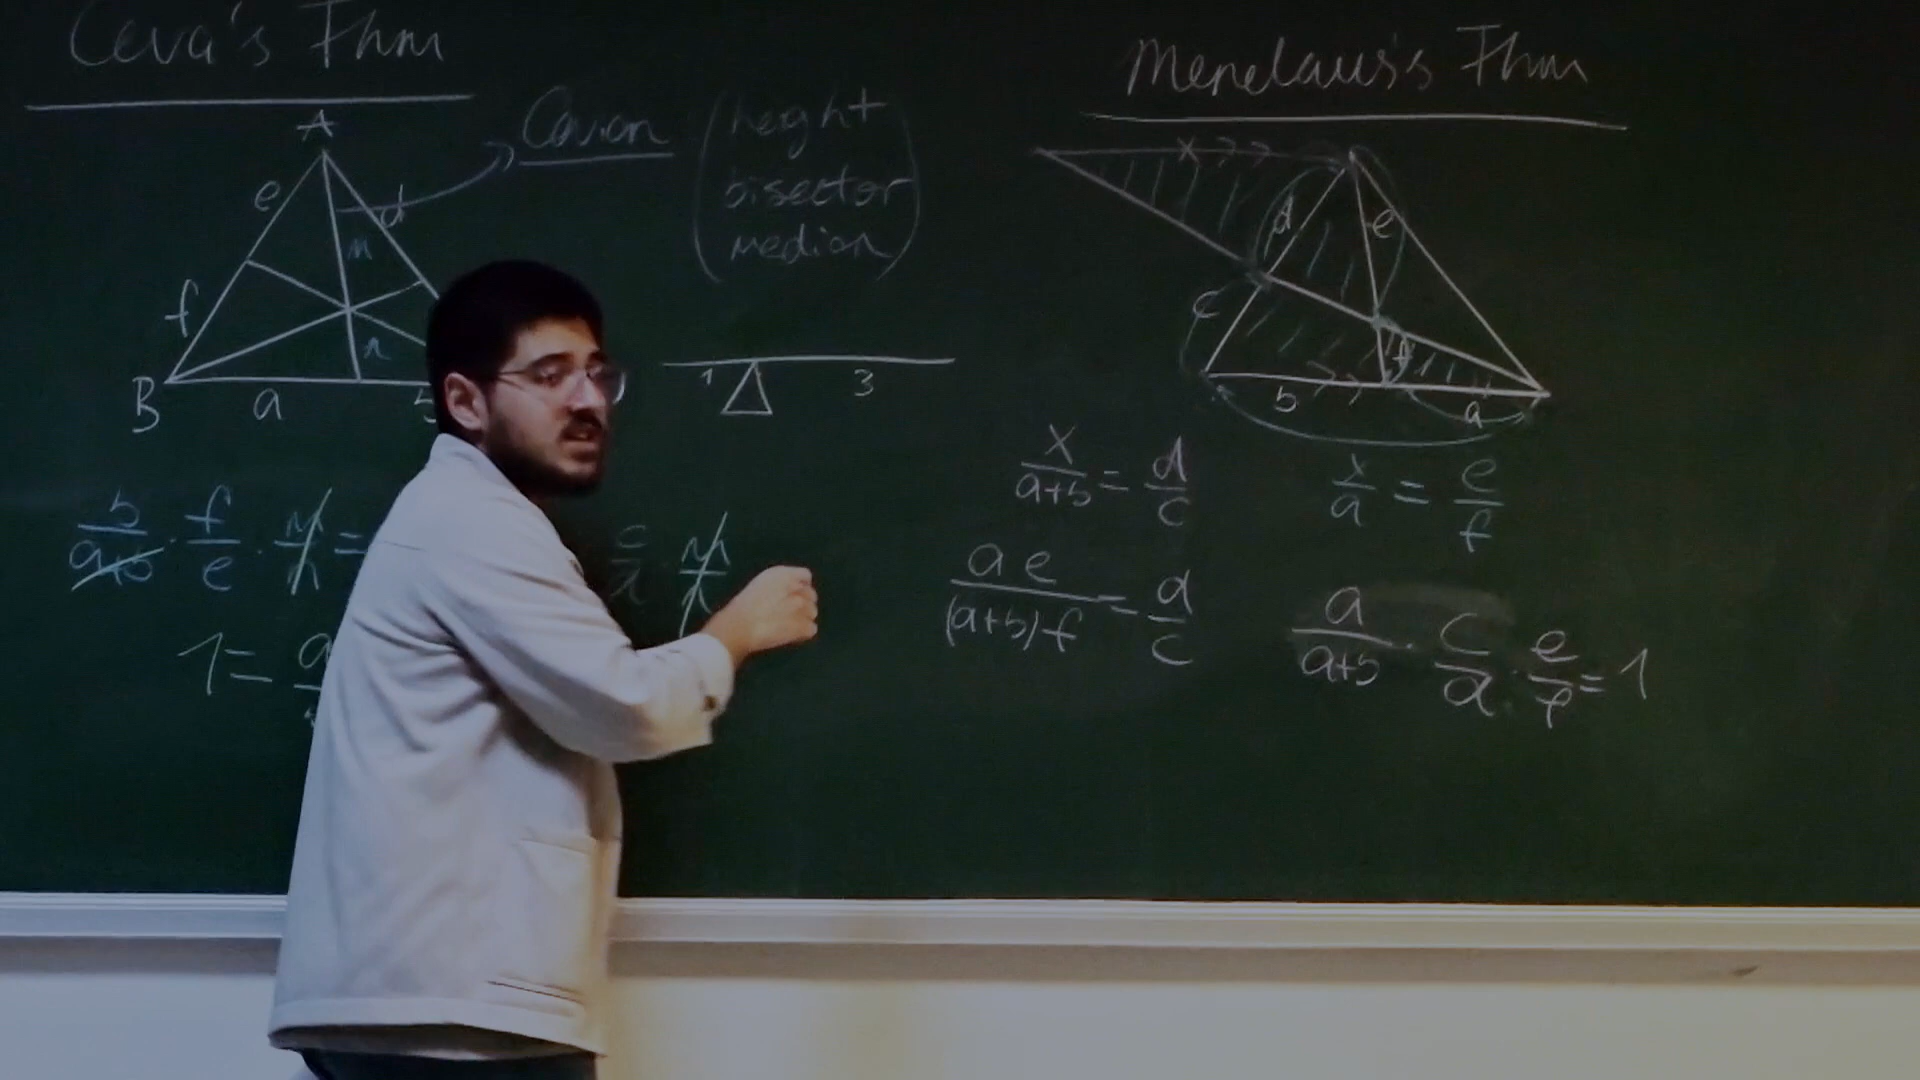 Ceva's Thm
A
e
d
m
f
n
B
a
b
Cevian (height
bisector
median)
1
3
b/a+b · f/e · m/n =
c/d · m/n
1 = a
Menelaus's Thm
x
d
e
c
f
b
a
x/a+b = d/c
x/a = e/f
ae/(a+b)f = d/c
a/a+b · c/d · e/f = 1